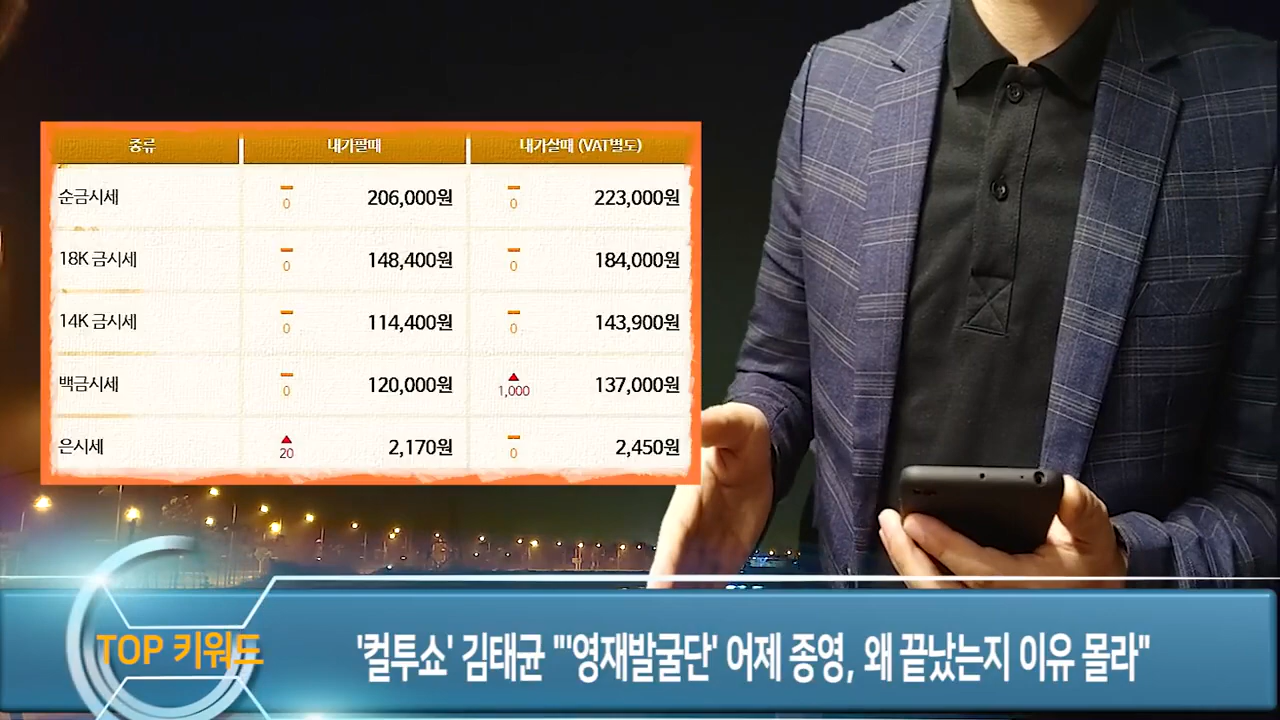 종류 내가팔때 내가살때 (VAT별도)
순금시세 0 206,000원 0 223,000원
18K 금시세 0 148,400원 0 184,000원
14K 금시세 0 114,400원 0 143,900원
백금시세 0 120,000원 ▲ 1,000 137,000원
은시세 ▲ 20 2,170원 0 2,450원
TOP 키워드 '컬투쇼' 김태균 "'영재발굴단' 어제 종영, 왜 끝났는지 이유 몰라"